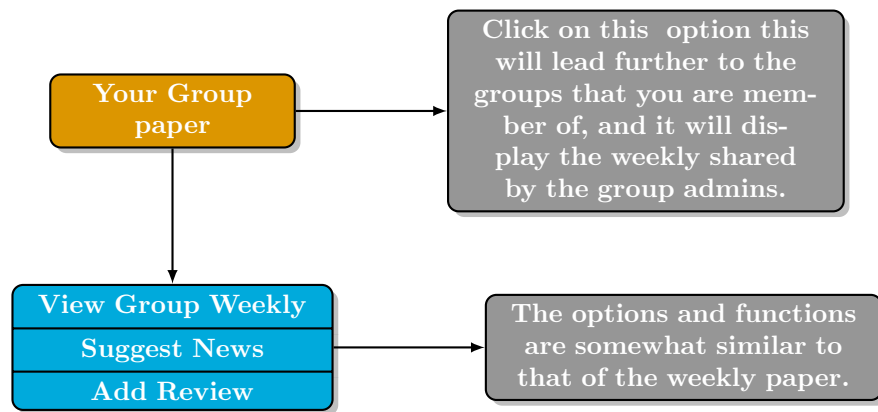 Your Group
paper
Click on this option this
will lead further to the
groups that you are mem-
ber of, and it will dis-
play the weekly shared
by the group admins.
View Group Weekly
Suggest News
Add Review
The options and functions
are somewhat similar to
that of the weekly paper.